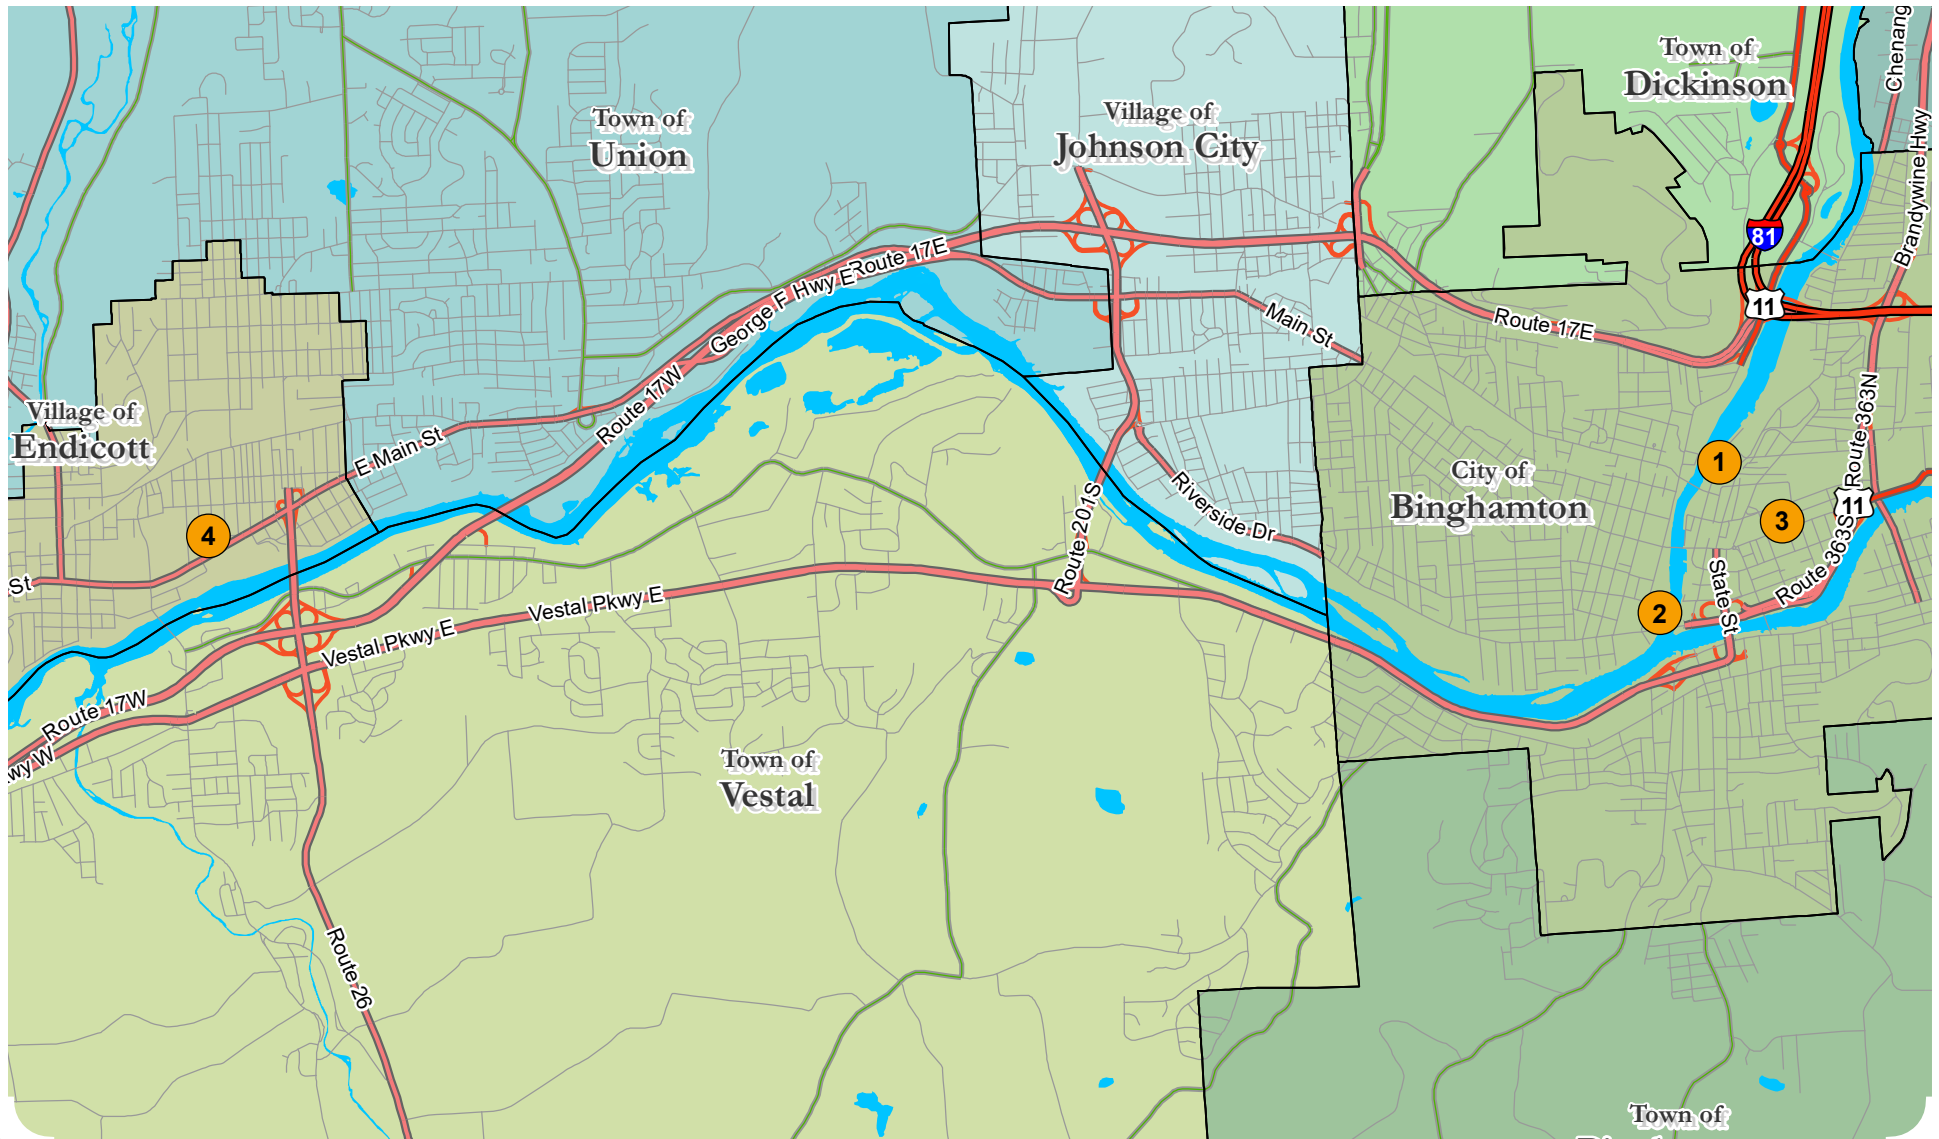 Chenang
Town of
Dickinson
Town of
Union
Village of
Johnson City
Brandywine Hwy
81
11
Route 17E
George F Hwy E
Main St
Route 17E
Route 17W
Route 363N
Village of
Endicott
E Main St
1
City of
Binghamton
Riverside Dr
Route 201S
11
3
4
Route 363S
State St
St
Vestal Pkwy E
2
Vestal Pkwy E
Route 17W
wy W
Town of
Vestal
Route 26
Town of